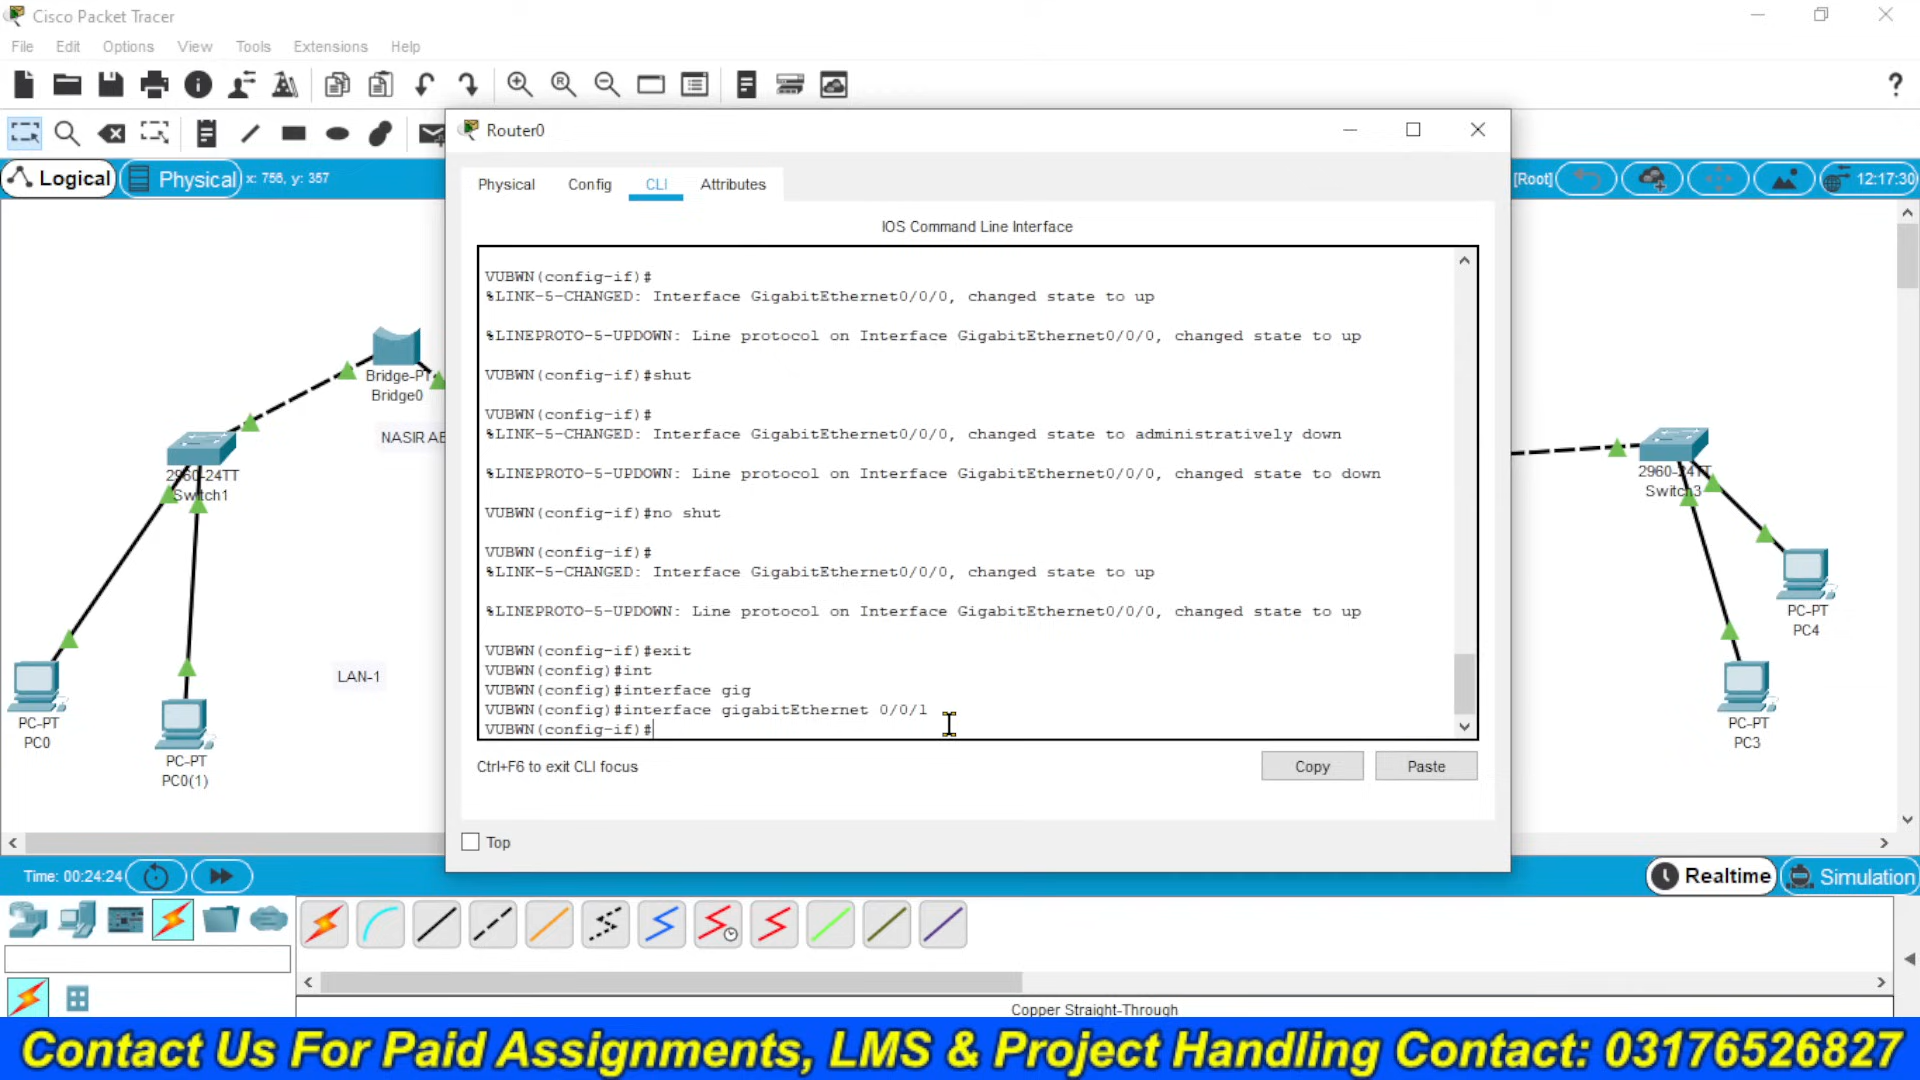 Cisco Packet Tracer
File Edit Options View Tools Extensions Help
?
Logical
Physical
x: 756, y: 357
[Root]
12:17:30
Router0
Physical Config CLI Attributes
IOS Command Line Interface
VUBWN(config-if)#
%LINK-5-CHANGED: Interface GigabitEthernet0/0/0, changed state to up
%LINEPROTO-5-UPDOWN: Line protocol on Interface GigabitEthernet0/0/0, changed state to up
VUBWN(config-if)#shut
VUBWN(config-if)#
%LINK-5-CHANGED: Interface GigabitEthernet0/0/0, changed state to administratively down
%LINEPROTO-5-UPDOWN: Line protocol on Interface GigabitEthernet0/0/0, changed state to down
VUBWN(config-if)#no shut
VUBWN(config-if)#
%LINK-5-CHANGED: Interface GigabitEthernet0/0/0, changed state to up
%LINEPROTO-5-UPDOWN: Line protocol on Interface GigabitEthernet0/0/0, changed state to up
VUBWN(config-if)#exit
VUBWN(config)#int
VUBWN(config)#interface gig
VUBWN(config)#interface gigabitEthernet 0/0/1
VUBWN(config-if)#
Ctrl+F6 to exit CLI focus
Copy
Paste
Top
Bridge-PT
Bridge0
NASIR AB
2960-24TT
Switch1
PC-PT
PC0
PC-PT
PC0(1)
LAN-1
2960-24TT
Switch3
PC-PT
PC4
PC-PT
PC3
Time: 00:24:24
Realtime
Simulation
Copper Straight-Through
Contact Us For Paid Assignments, LMS & Project Handling Contact: 03176526827